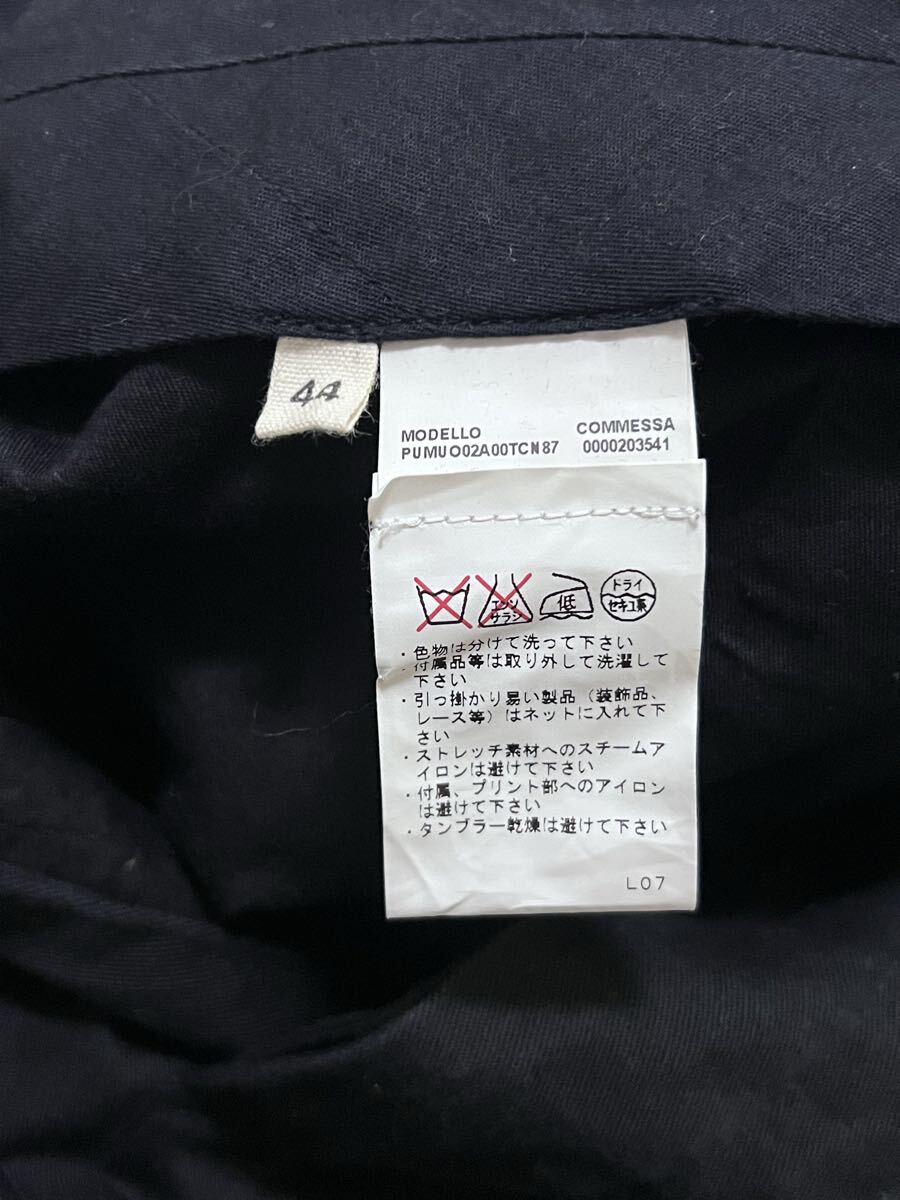 44
MODELLO COMMESSA
PUMUO02A00TCN87 0000203541
エンソ サラシ
低
ドライ
セキユ系
・色物は分けて洗って下さい
・付属品等は取り外して洗濯して
下さい
・引っ掛かり易い製品（装飾品、
レース等）はネットに入れて下
さい
・ストレッチ素材へのスチームア
イロンは避けて下さい
・付属、プリント部へのアイロン
は避けて下さい
・タンブラー乾燥は避けて下さい
L07